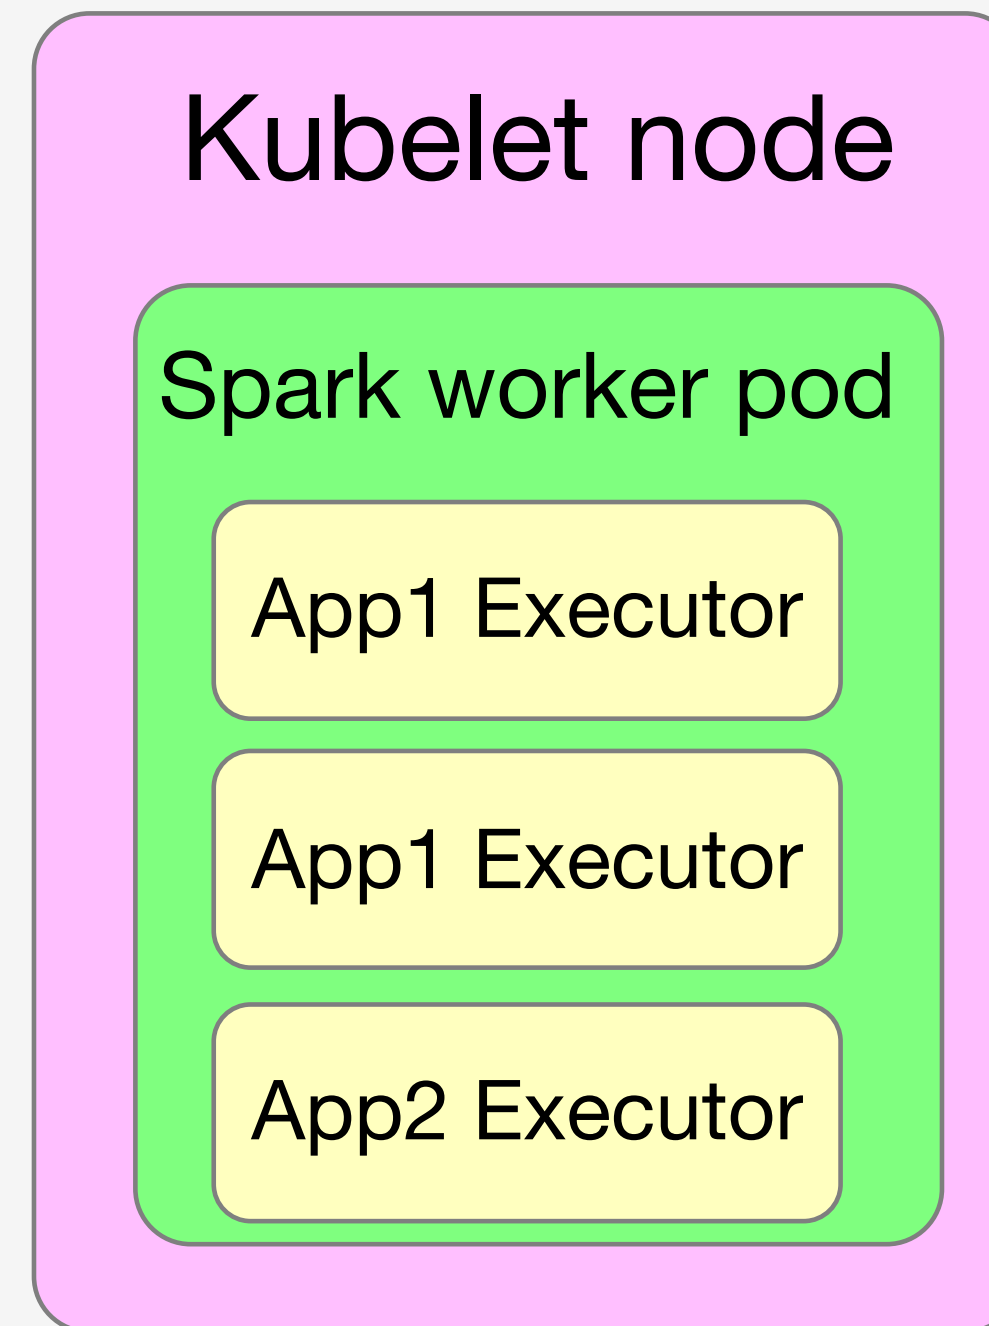 Kubelet node
Spark worker pod
App1 Executor
App1 Executor
App2 Executor